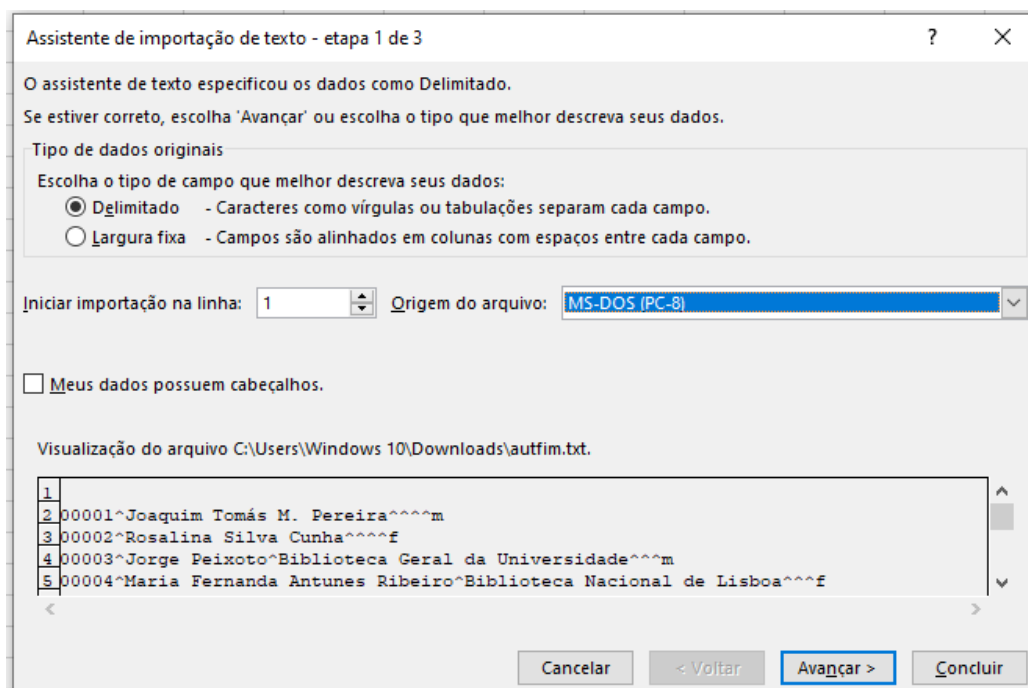 Assistente de importação de texto - etapa 1 de 3
O assistente de texto especificou os dados como Delimitado.
Se estiver correto, escolha 'Avançar' ou escolha o tipo que melhor descreva seus dados.
Tipo de dados originais
Escolha o tipo de campo que melhor descreva seus dados:
Delimitado - Caracteres como vírgulas ou tabulações separam cada campo.
Largura fixa - Campos são alinhados em colunas com espaços entre cada campo.
Iniciar importação na linha: 1 Origem do arquivo: MS-DOS (PC-8)
Meus dados possuem cabeçalhos.
Visualização do arquivo C:\Users\Windows 10\Downloads\autfim.txt.
1
2 00001^Joaquim Tomás M. Pereira^^^^m
3 00002^Rosalina Silva Cunha^^^^f
4 00003^Jorge Peixoto^Biblioteca Geral da Universidade^^^m
5 00004^Maria Fernanda Antunes Ribeiro^Biblioteca Nacional de Lisboa^^^f
Cancelar < Voltar Avançar > Concluir